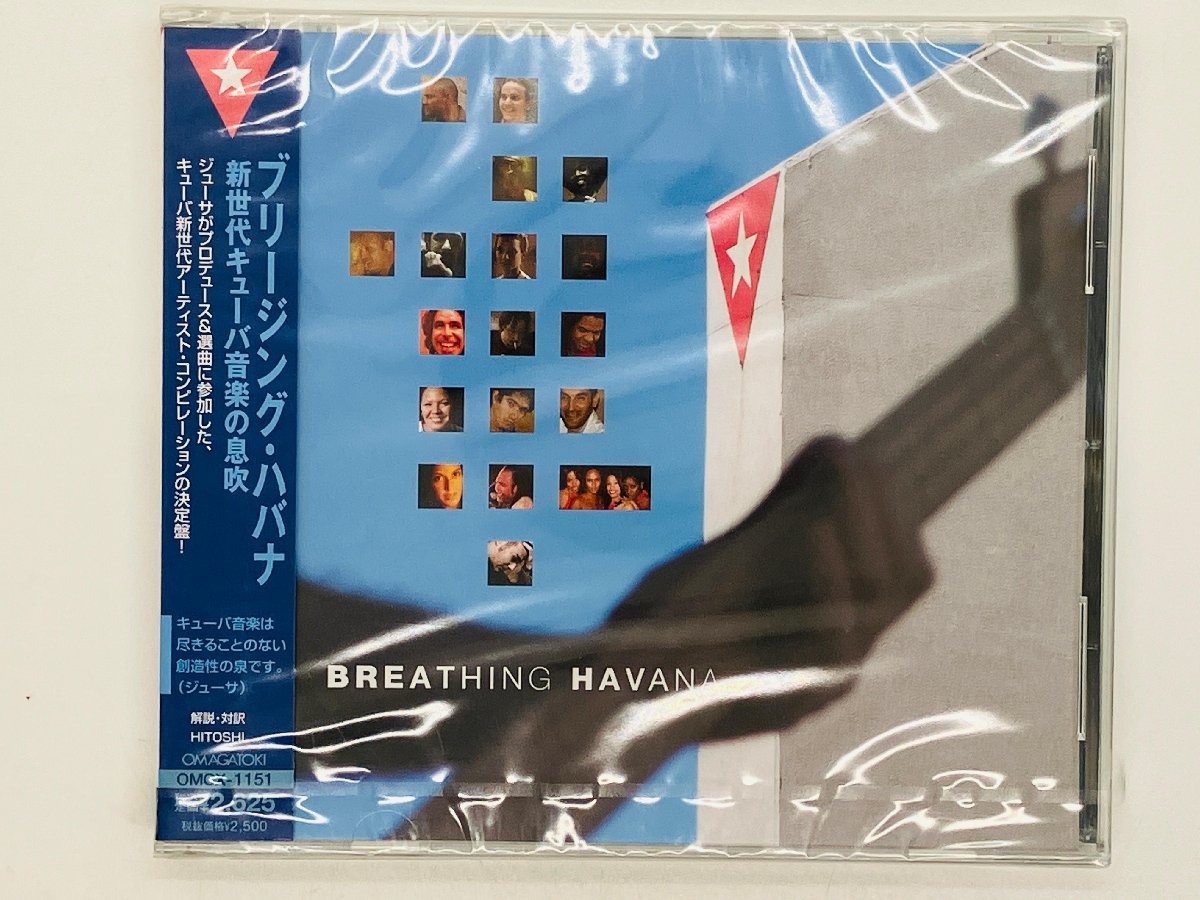 ブリージング・ハバナ
新世代キューバ音楽の息吹
ジューサがプロデュース&選曲に参加した、
キューバ新世代アーティスト・コンピレーションの決定盤!
キューバ音楽は
尽きることのない
創造性の泉です。
(ジューサ)
解説・対訳
HITOSHI
OMAGATOKI
OMCX-1151
¥2,625
税抜価格¥2,500
BREATHING HAVANA